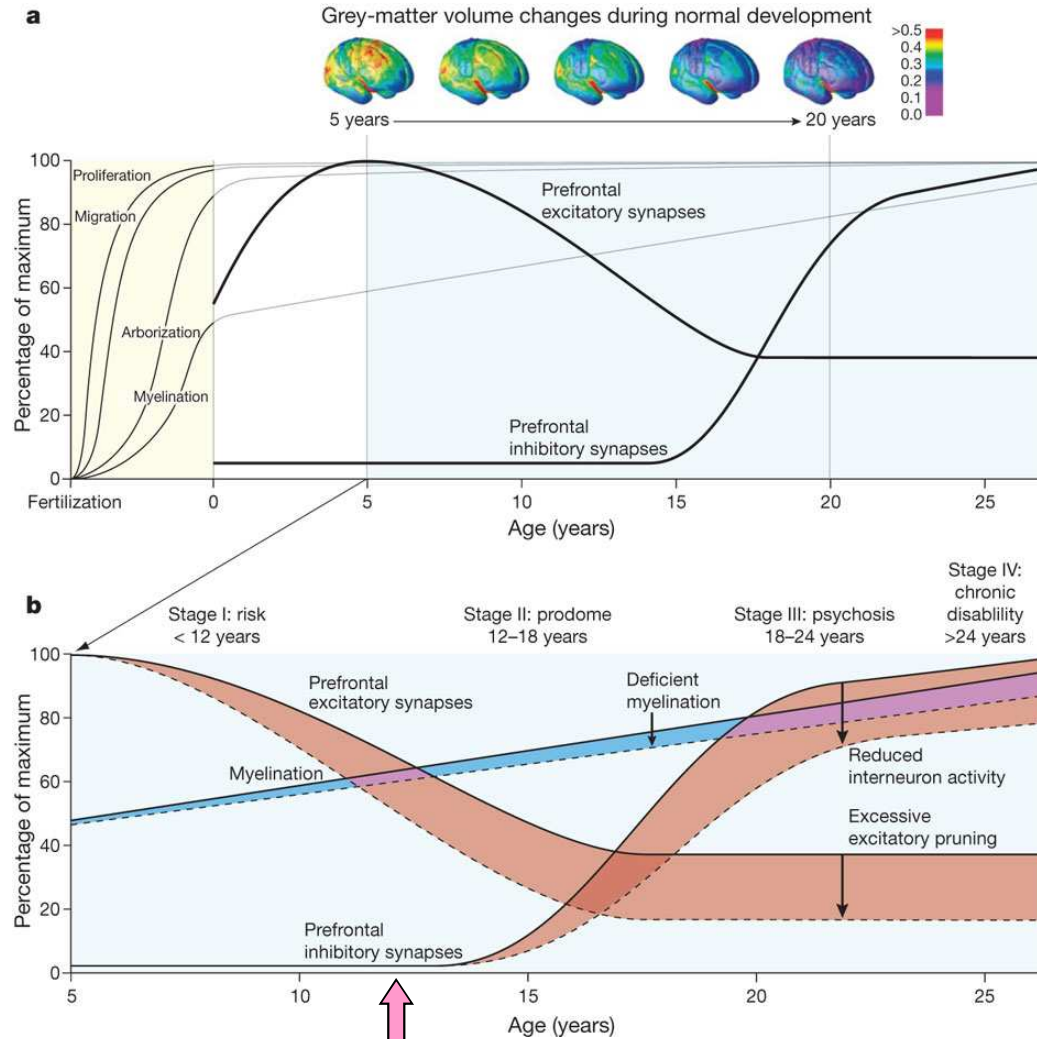 a
Grey-matter volume changes during normal development
>0.5
0.4
0.3
0.2
0.1
0.0
5 years
20 years
100
80
60
40
20
0
Percentage of maximum
Proliferation
Migration
Arborization
Myelination
Prefrontal
excitatory synapses
Prefrontal
inhibitory synapses
Fertilization
0
5
10
15
20
25
Age (years)
b
Stage I: risk
< 12 years
Stage II: prodome
12–18 years
Stage III: psychosis
18–24 years
Stage IV:
chronic
disablility
>24 years
100
80
60
40
20
0
Percentage of maximum
Prefrontal
excitatory synapses
Deficient
myelination
Myelination
Reduced
interneuron activity
Excessive
excitatory pruning
Prefrontal
inhibitory synapses
5
10
15
20
25
Age (years)